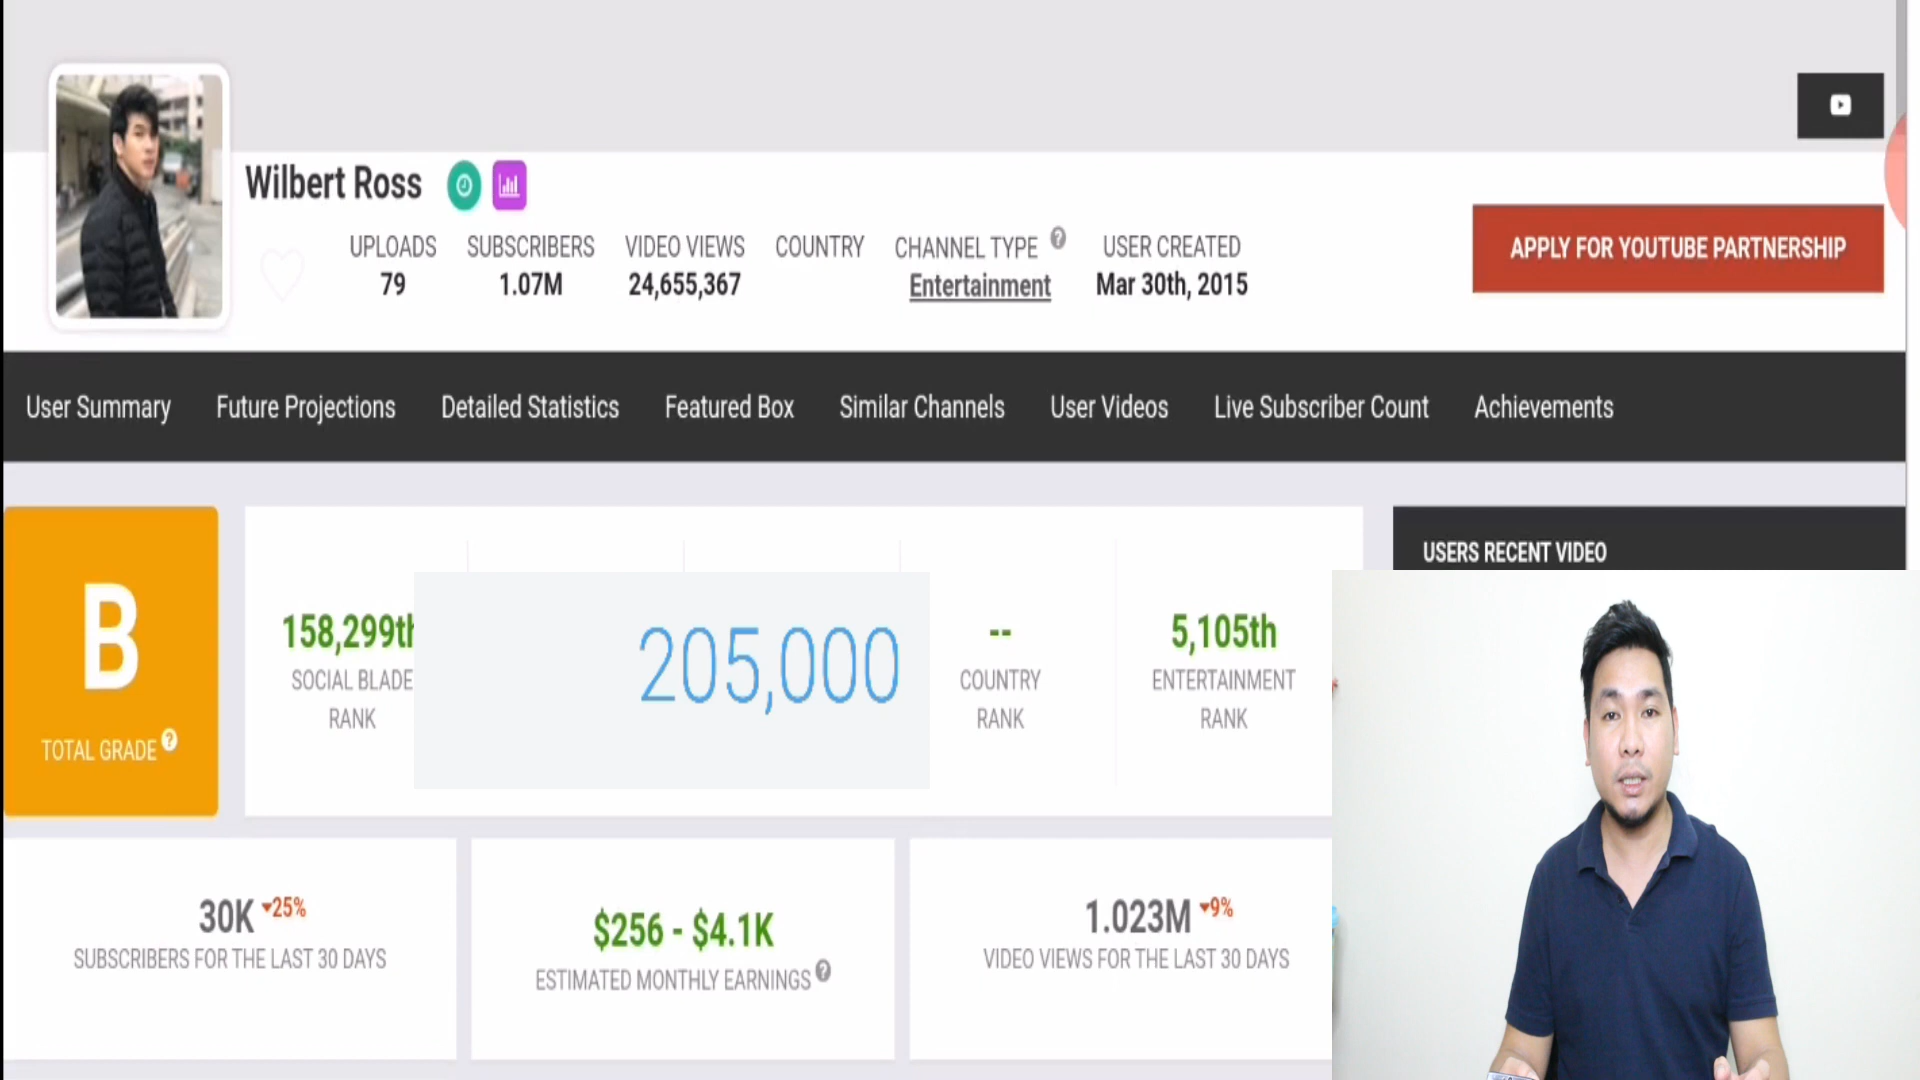 Wilbert Ross
UPLOADS
79
SUBSCRIBERS
1.07M
VIDEO VIEWS
24,655,367
COUNTRY
CHANNEL TYPE ?
Entertainment
USER CREATED
Mar 30th, 2015
APPLY FOR YOUTUBE PARTNERSHIP
User Summary
Future Projections
Detailed Statistics
Featured Box
Similar Channels
User Videos
Live Subscriber Count
Achievements
B
TOTAL GRADE ?
158,299th
SOCIAL BLADE
RANK
205,000
--
COUNTRY
RANK
5,105th
ENTERTAINMENT
RANK
USERS RECENT VIDEO
30K 25%
SUBSCRIBERS FOR THE LAST 30 DAYS
$256 - $4.1K
ESTIMATED MONTHLY EARNINGS ?
1.023M 9%
VIDEO VIEWS FOR THE LAST 30 DAYS